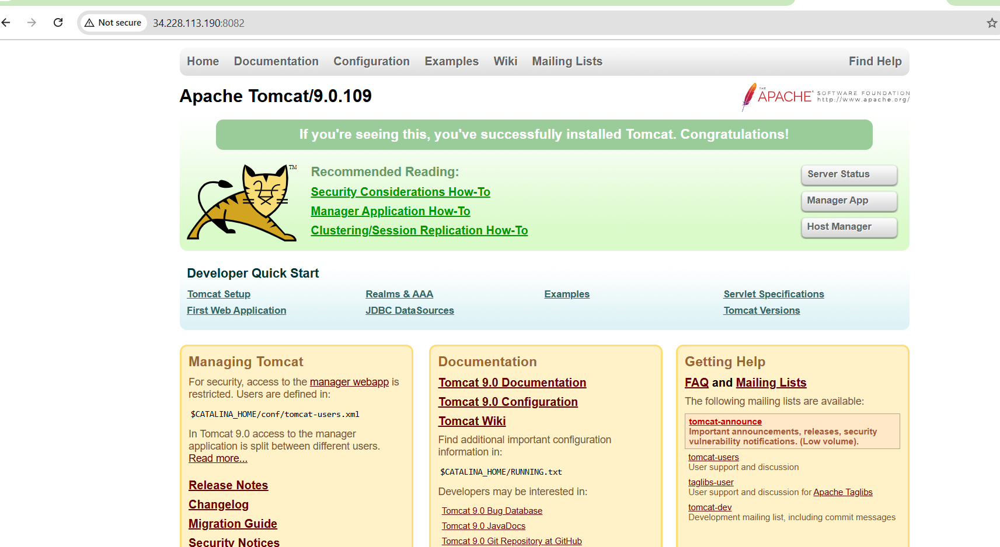 Not secure 34.228.113.190:8082
Home Documentation Configuration Examples Wiki Mailing Lists Find Help
Apache Tomcat/9.0.109
THE APACHE SOFTWARE FOUNDATION
http://www.apache.org/
If you're seeing this, you've successfully installed Tomcat. Congratulations!
TM
Recommended Reading:
Security Considerations How-To
Manager Application How-To
Clustering/Session Replication How-To
Server Status
Manager App
Host Manager
Developer Quick Start
Tomcat Setup
First Web Application
Realms & AAA
JDBC DataSources
Examples
Servlet Specifications
Tomcat Versions
Managing Tomcat
For security, access to the manager webapp is
restricted. Users are defined in:
$CATALINA_HOME/conf/tomcat-users.xml
In Tomcat 9.0 access to the manager
application is split between different users.
Read more...
Release Notes
Changelog
Migration Guide
Security Notices
Documentation
Tomcat 9.0 Documentation
Tomcat 9.0 Configuration
Tomcat Wiki
Find additional important configuration
information in:
$CATALINA_HOME/RUNNING.txt
Developers may be interested in:
Tomcat 9.0 Bug Database
Tomcat 9.0 JavaDocs
Tomcat 9.0 Git Repository at GitHub
Getting Help
FAQ and Mailing Lists
The following mailing lists are available:
tomcat-announce
Important announcements, releases, security
vulnerability notifications. (Low volume).
tomcat-users
User support and discussion
taglibs-user
User support and discussion for Apache Taglibs
tomcat-dev
Development mailing list, including commit messages